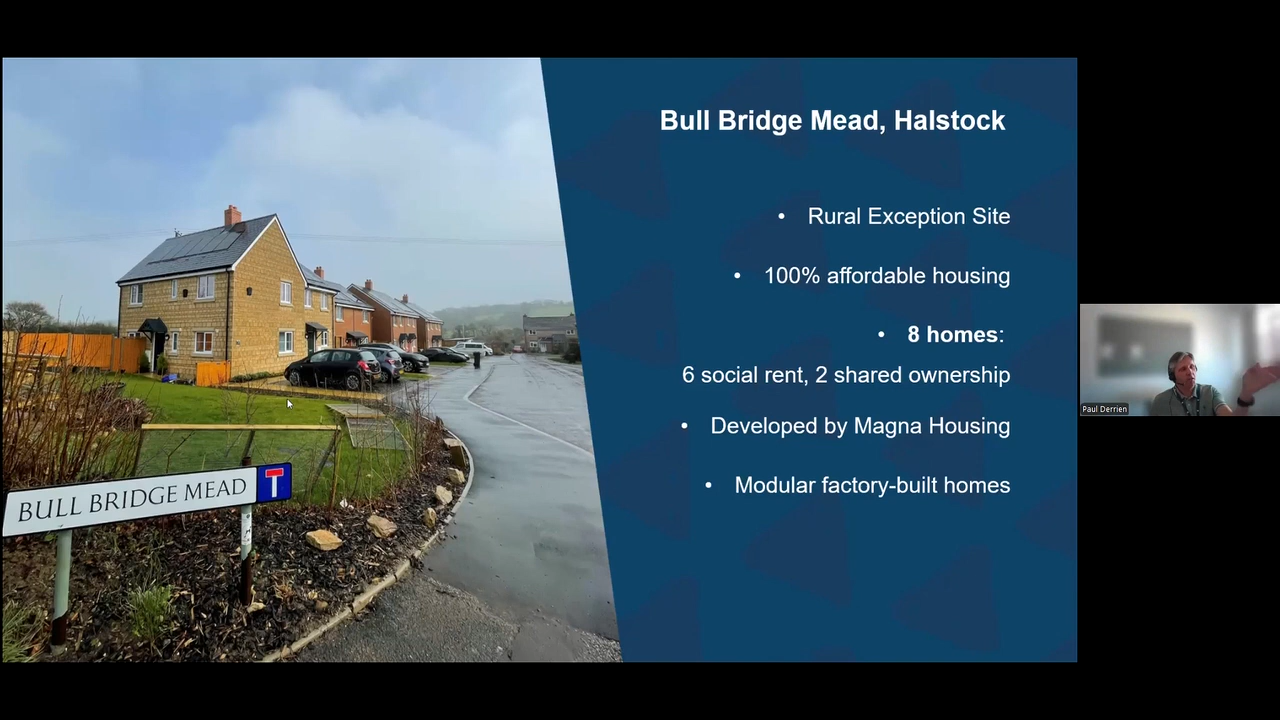 Bull Bridge Mead, Halstock
• Rural Exception Site
• 100% affordable housing
• 8 homes:
6 social rent, 2 shared ownership
• Developed by Magna Housing
• Modular factory-built homes
BULL BRIDGE MEAD
Paul Derrien